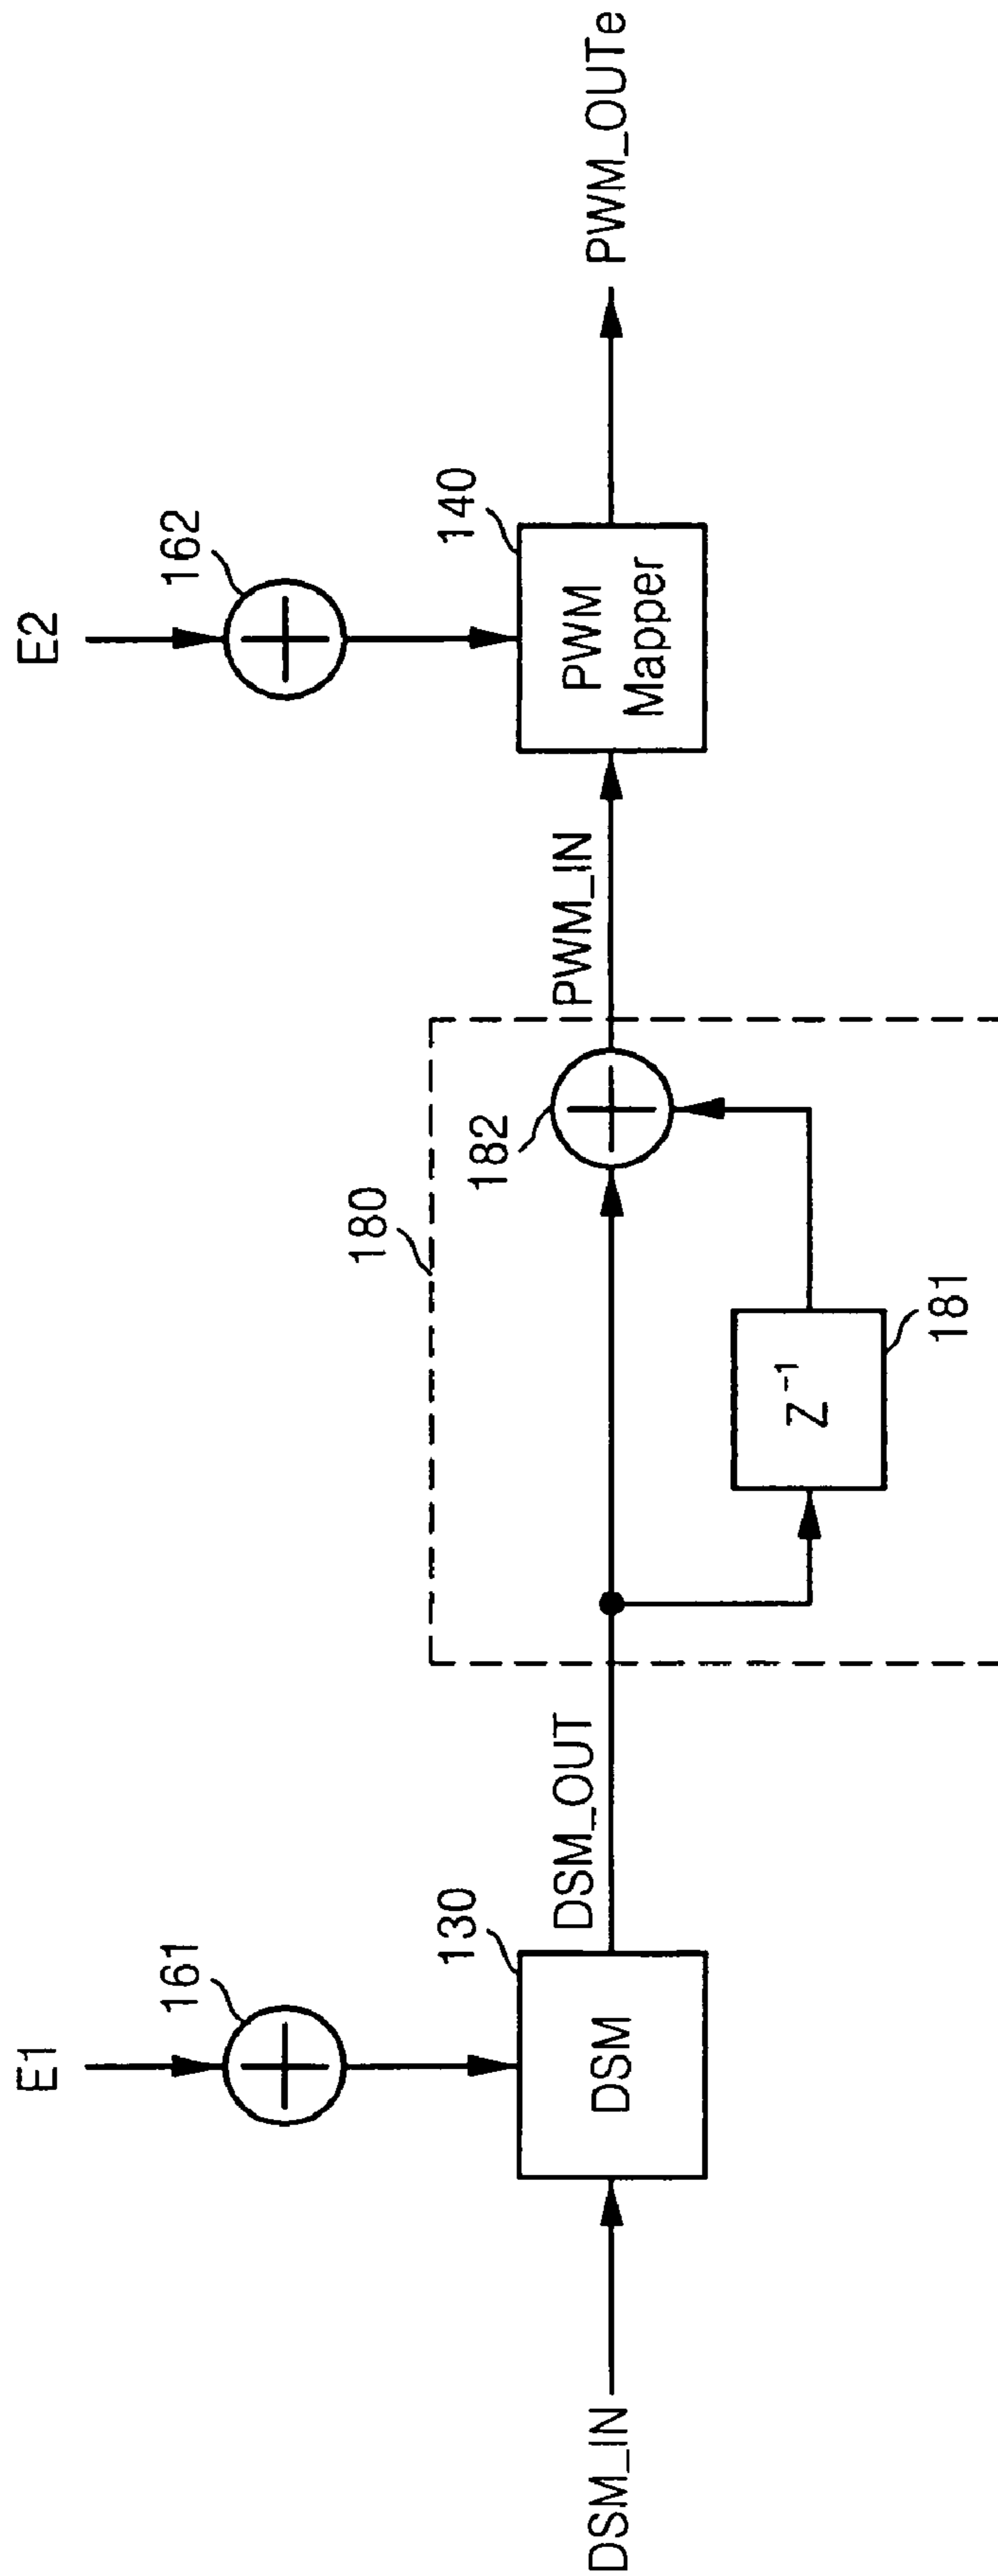 E1
E2
161
162
130
140
180
DSM_IN
DSM
DSM_OUT
182
PWM_IN
PWM
Mapper
PWM_OUTe
Z⁻¹
181